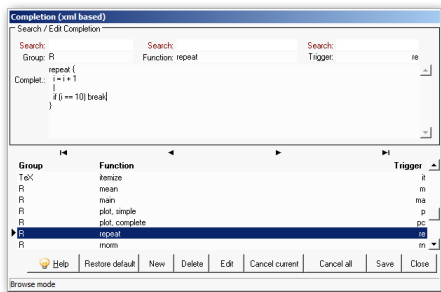 Completion (xml based)
Search / Edit Completion
Search: Search: Search:
Group: R Function: repeat Trigger: re
Complet.: repeat {
i = i + 1
|
if (i == 10) break
}
Group Function Trigger
TeX itemize it
R mean m
R main ma
R plot, simple p
R plot, complete pc
R repeat re
R rnorm rn
Help Restore default New Delete Edit Cancel current Cancel all Save Close
Browse mode